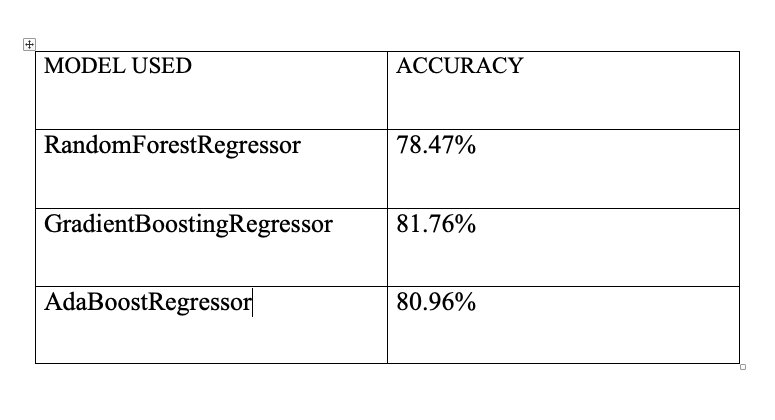 MODEL USED ACCURACY
RandomForestRegressor 78.47%
GradientBoostingRegressor 81.76%
AdaBoostRegressor 80.96%